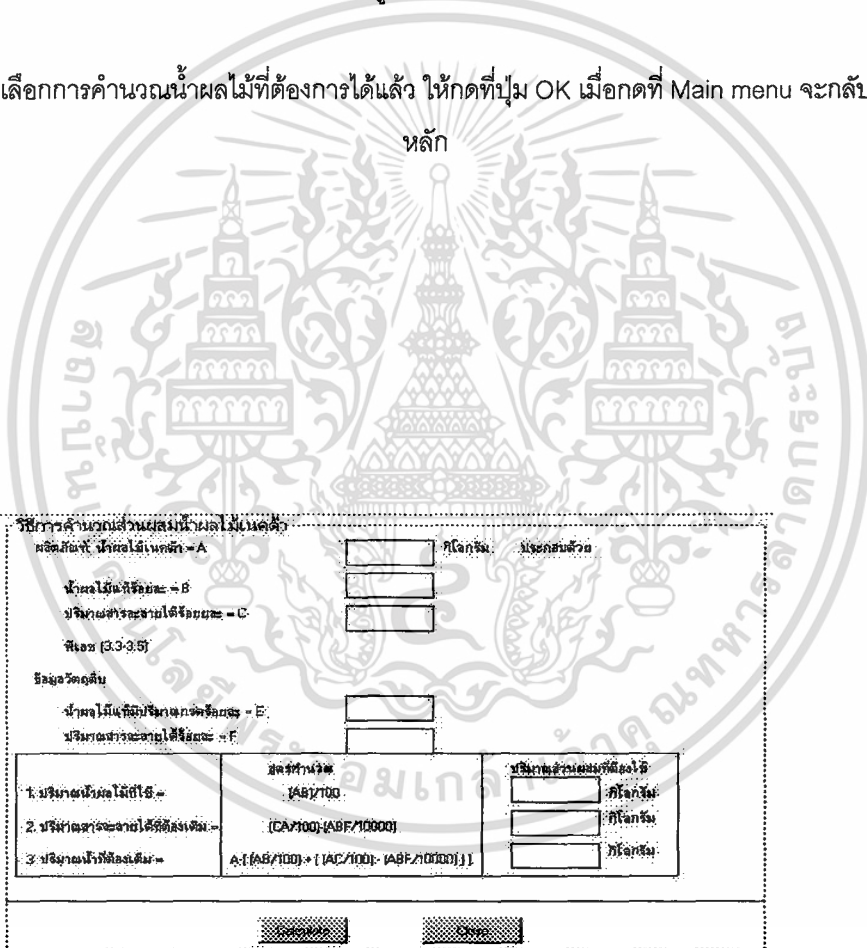 เลือกการคำนวณน้ำผลไม้ที่ต้องการได้แล้ว ให้กดที่ปุ่ม OK เมื่อกดที่ Main menu จะกลับ
หลัก
วิธีการคำนวณส่วนผสมน้ำผลไม้เนคต้า
ผลิตภัณฑ์ น้ำผลไม้เนคต้า = A กิโลกรัม ประกอบด้วย
น้ำผลไม้แท้ร้อยละ = B
ปริมาณสารละลายได้ร้อยยละ = C
พีเอช (3.3-3.5)
ข้อมูลวัตถุดิบ
น้ำผลไม้แท้มีปริมาณกรดร้อยละ = E
ปริมาณสารละลายได้ร้อยละ = F
สูตรคำนวณ ปริมาณส่วนผสมที่ต้องใช้
1. ปริมาณน้ำผลไม้ที่ใช้ = (AB)/100 กิโลกรัม
2. ปริมาณสารละลายได้ที่ต้องเติม = (CA/100)-(ABF/10000) กิโลกรัม
3. ปริมาณน้ำที่ต้องเติม = A-[ (AB/100) + [ (AC/100) - (ABF/10000) ] ] กิโลกรัม
Calculate Close